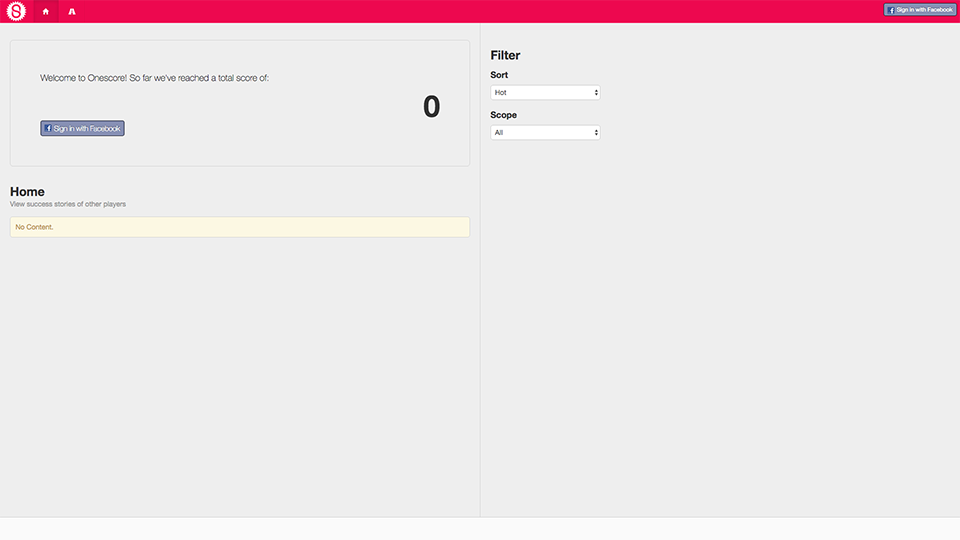 S
Sign in with Facebook
Welcome to Onescore! So far we've reached a total score of:
0
Sign in with Facebook
Home
View success stories of other players
No Content.
Filter
Sort
Hot
Scope
All